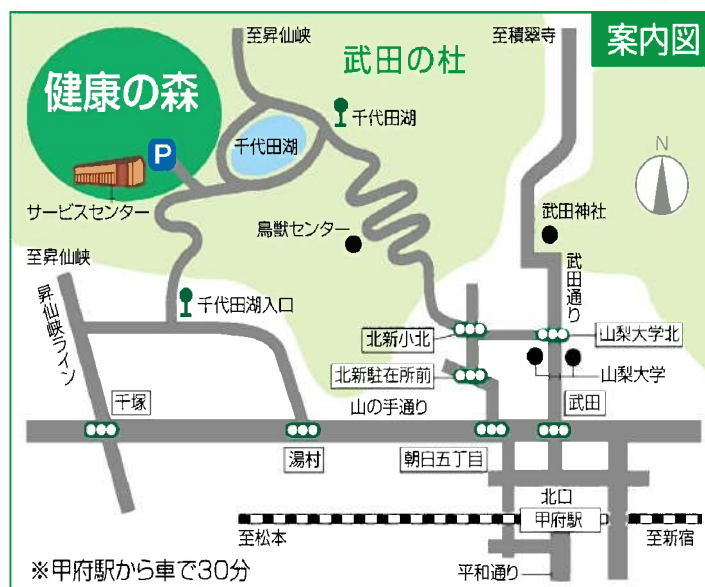 案内図
至昇仙峡
武田の杜
至積翠寺
健康の森
千代田湖
千代田湖
P
N
サービスセンター
鳥獣センター
武田神社
至昇仙峡
武田通り
昇仙峡ライン
千代田湖入口
北新小北
山梨大学北
北新駐在所前
山梨大学
千塚
山の手通り
武田
湯村
朝日五丁目
北口
甲府駅
至松本
至新宿
※甲府駅から車で30分
平和通り